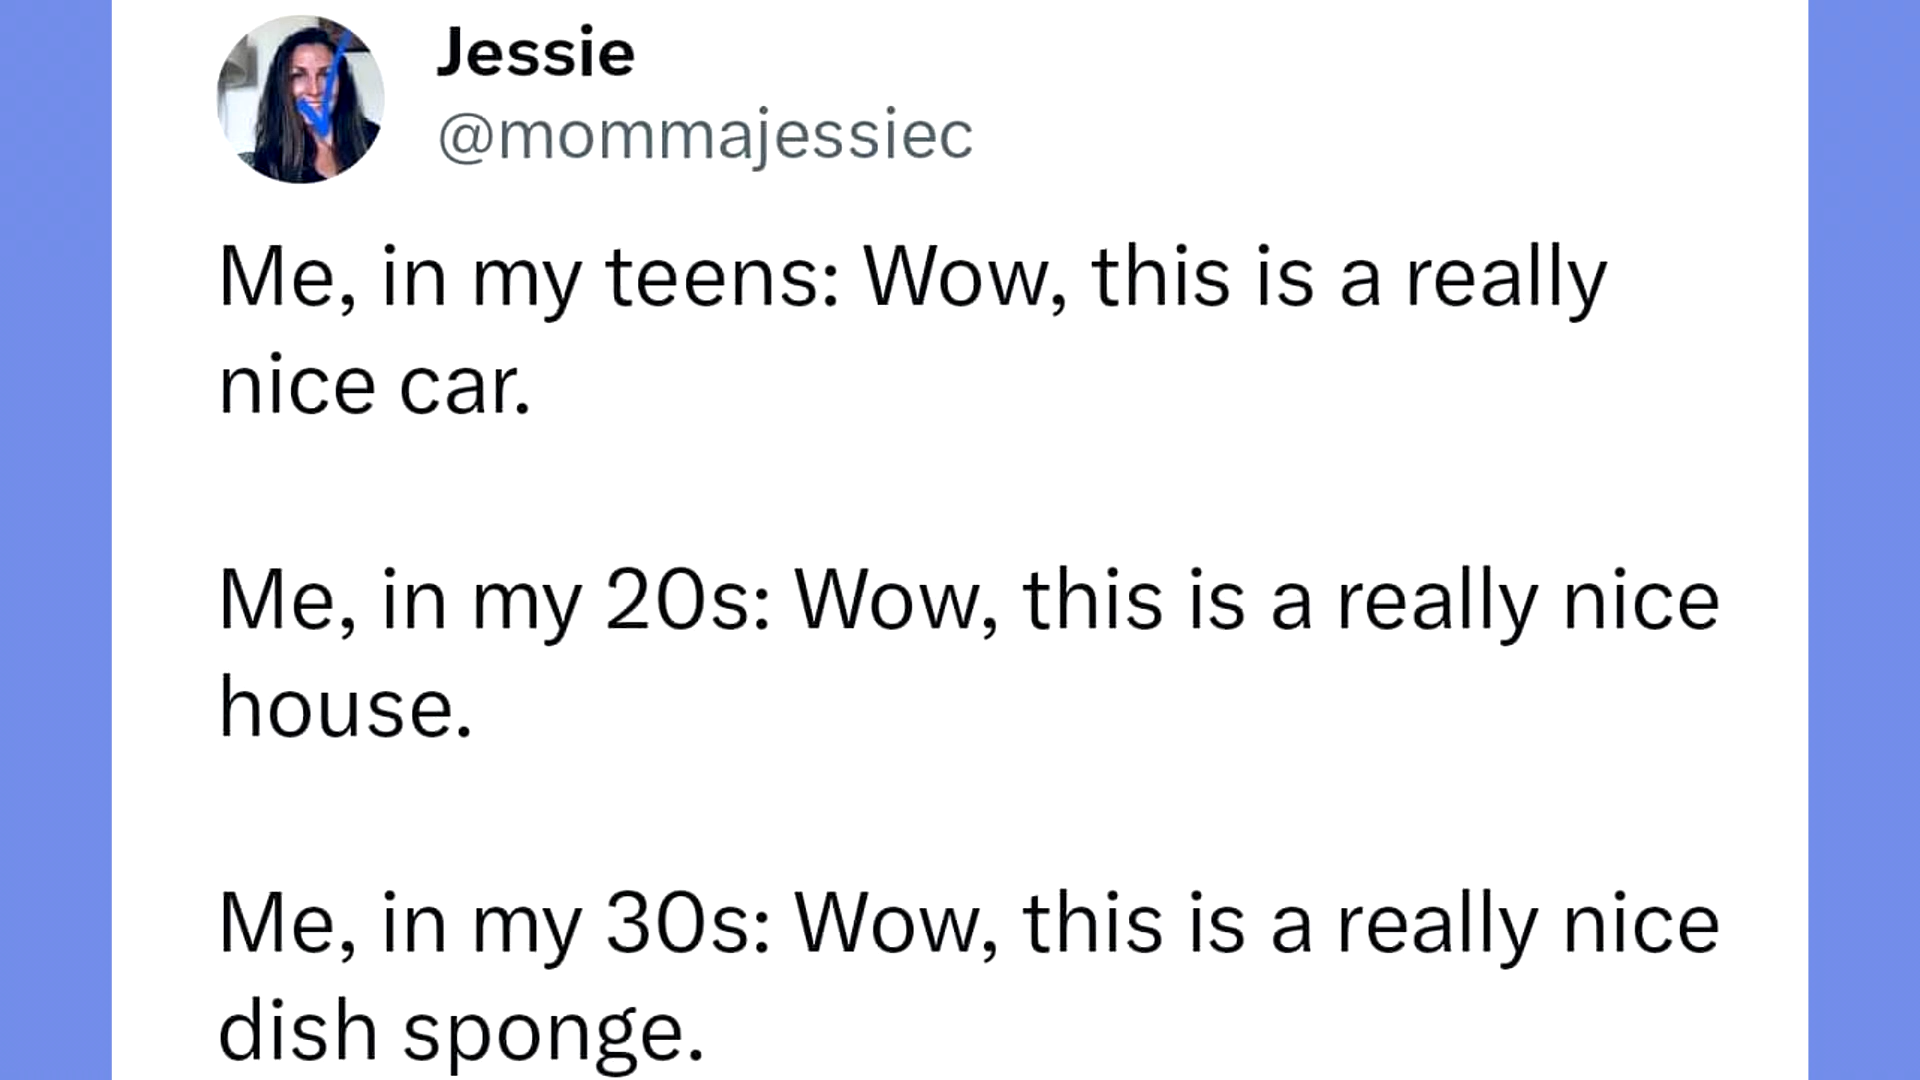 Jessie
@mommajessiec
Me, in my teens: Wow, this is a really
nice car.
Me, in my 20s: Wow, this is a really nice
house.
Me, in my 30s: Wow, this is a really nice
dish sponge.